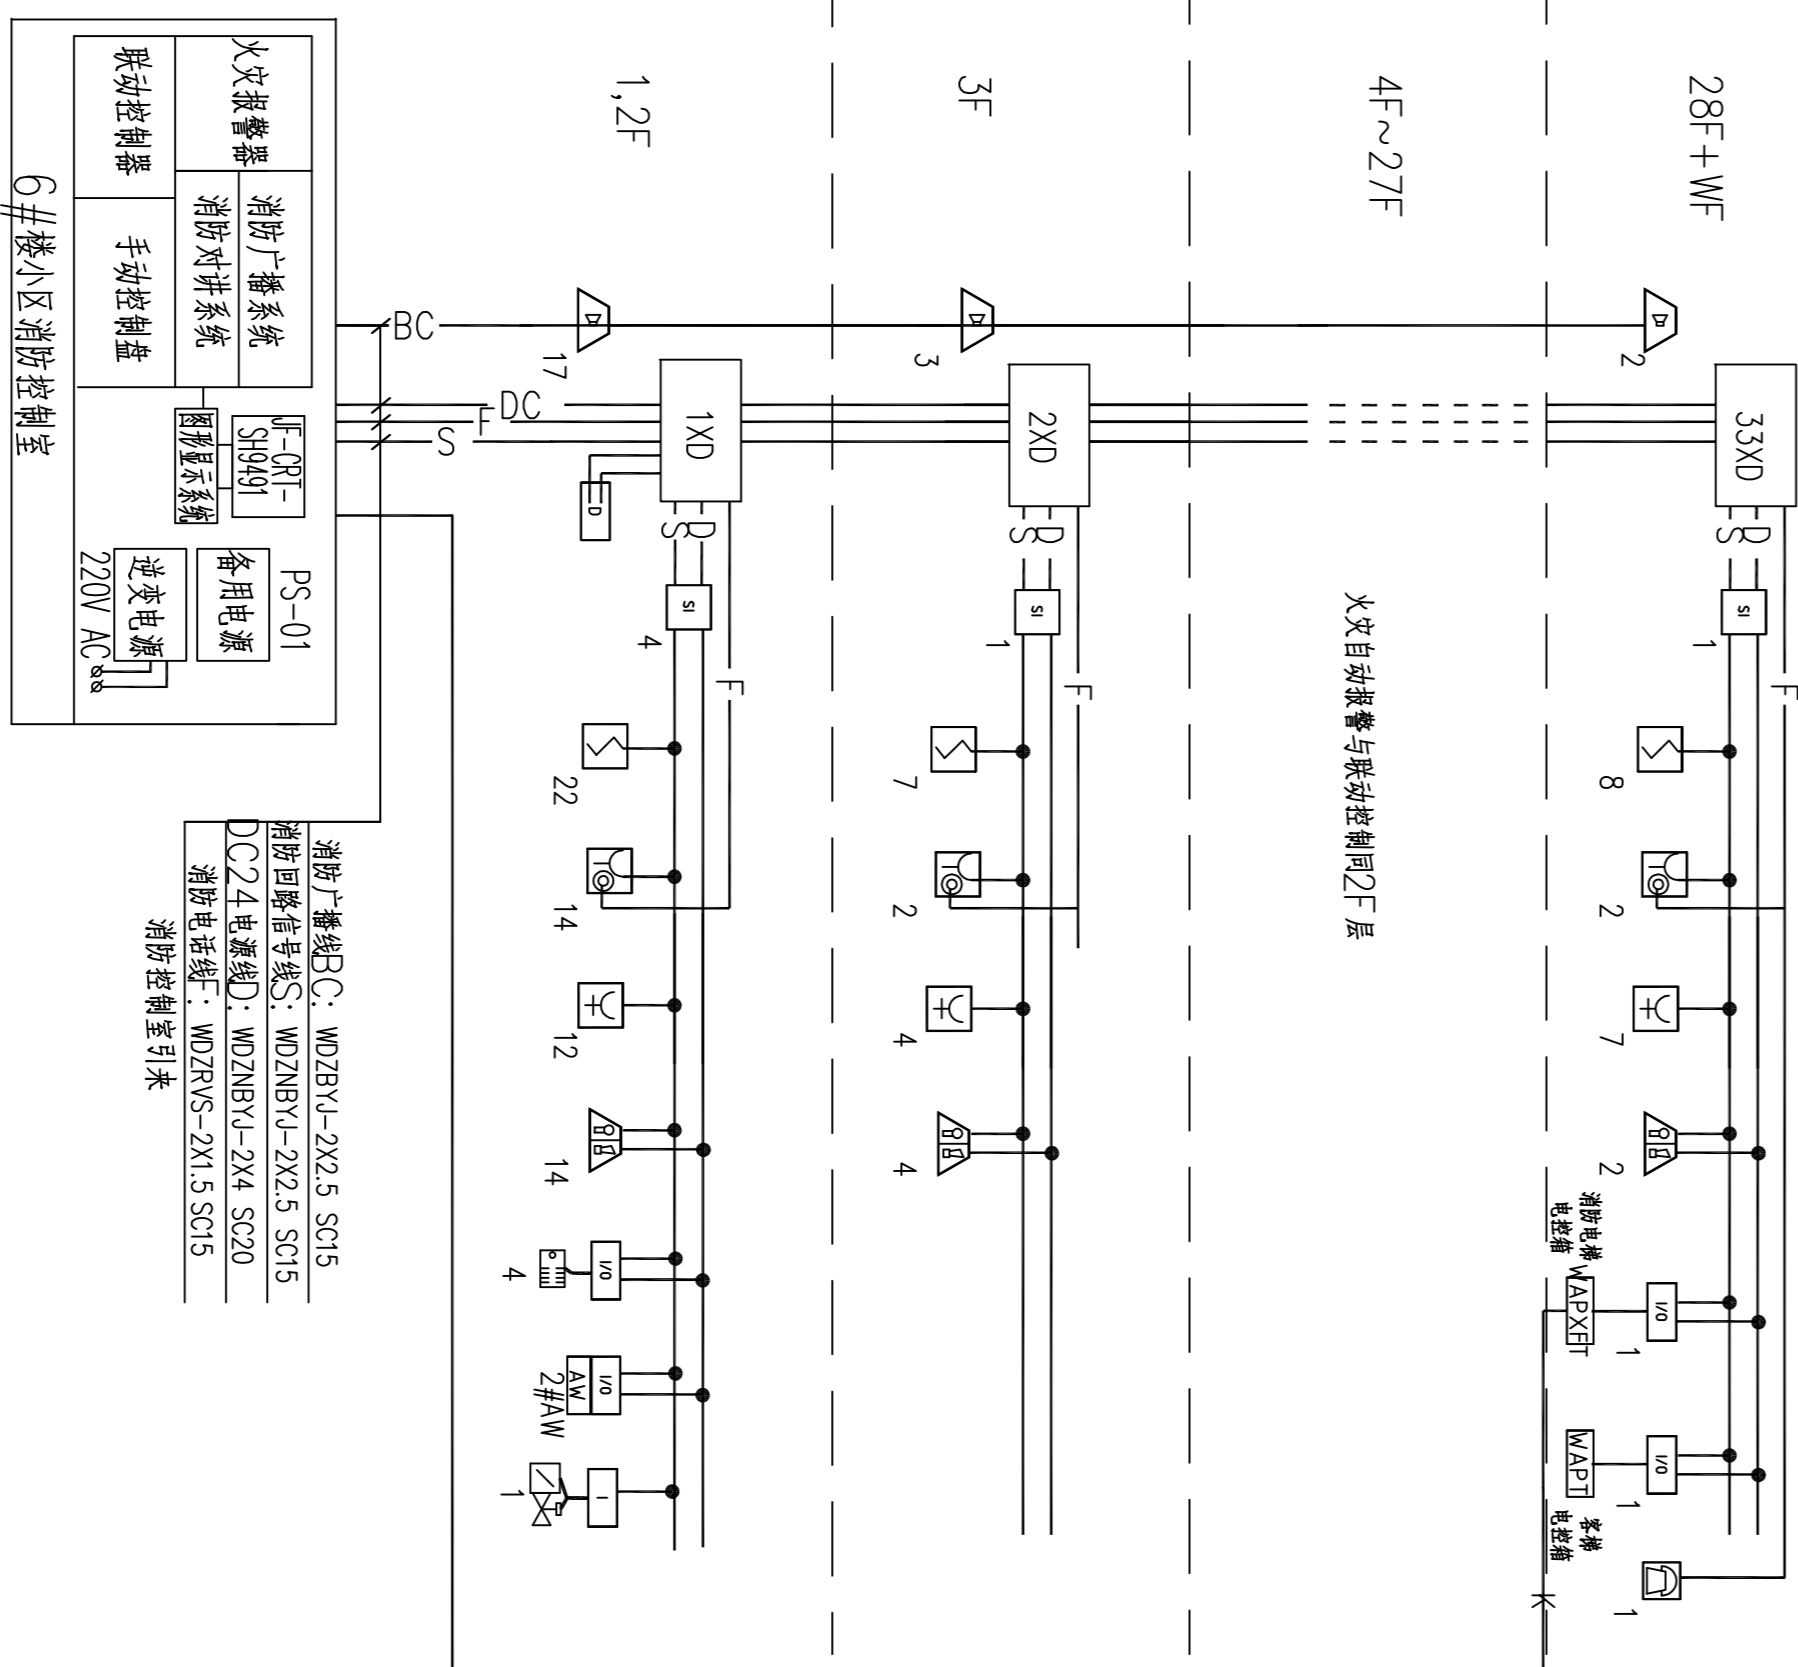 28F+WF
2
33XD
S
D
SI
1
F
8
2
7
2
消防电梯
电控箱
WAPXFT
I/O
1
WAPT
I/O
1
客梯
电控箱
1
K
4F~27F
火灾自动报警与联动控制同2F层
3F
3
2XD
S
D
SI
1
F
7
2
4
4
1,2F
17
1XD
D
S
D
SI
4
F
22
14
12
14
4
I/O
AW
I/O
2#AW
I
1
BC
DC
F
S
火灾报警器
联动控制器
消防广播系统
消防对讲系统
手动控制盘
JF-CRT-
SH9491
图形显示系统
PS-01
备用电源
逆变电源
220V AC
6#楼小区消防控制室
消防广播线BC: WDZBYJ-2X2.5 SC15
消防回路信号线S: WDZNBYJ-2X2.5 SC15
DC24电源线D: WDZNBYJ-2X4 SC20
消防电话线F: WDZRVS-2X1.5 SC15
消防控制室引来